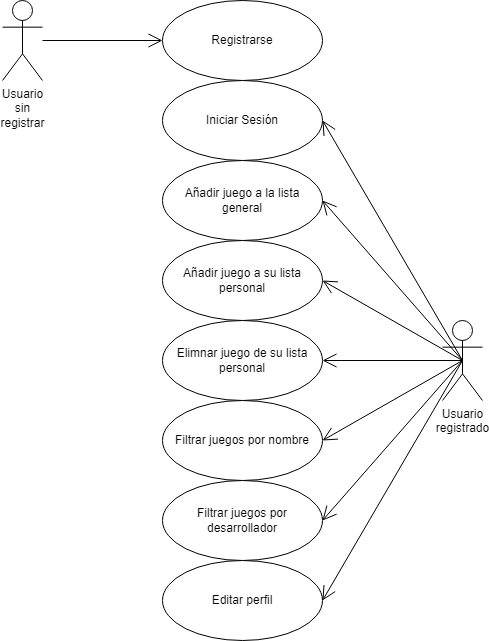 Registrarse
Usuario
sin
registrar
Iniciar Sesión
Añadir juego a la lista
general
Añadir juego a su lista
personal
Elimnar juego de su lista
personal
Usuario
registrado
Filtrar juegos por nombre
Filtrar juegos por
desarrollador
Editar perfil